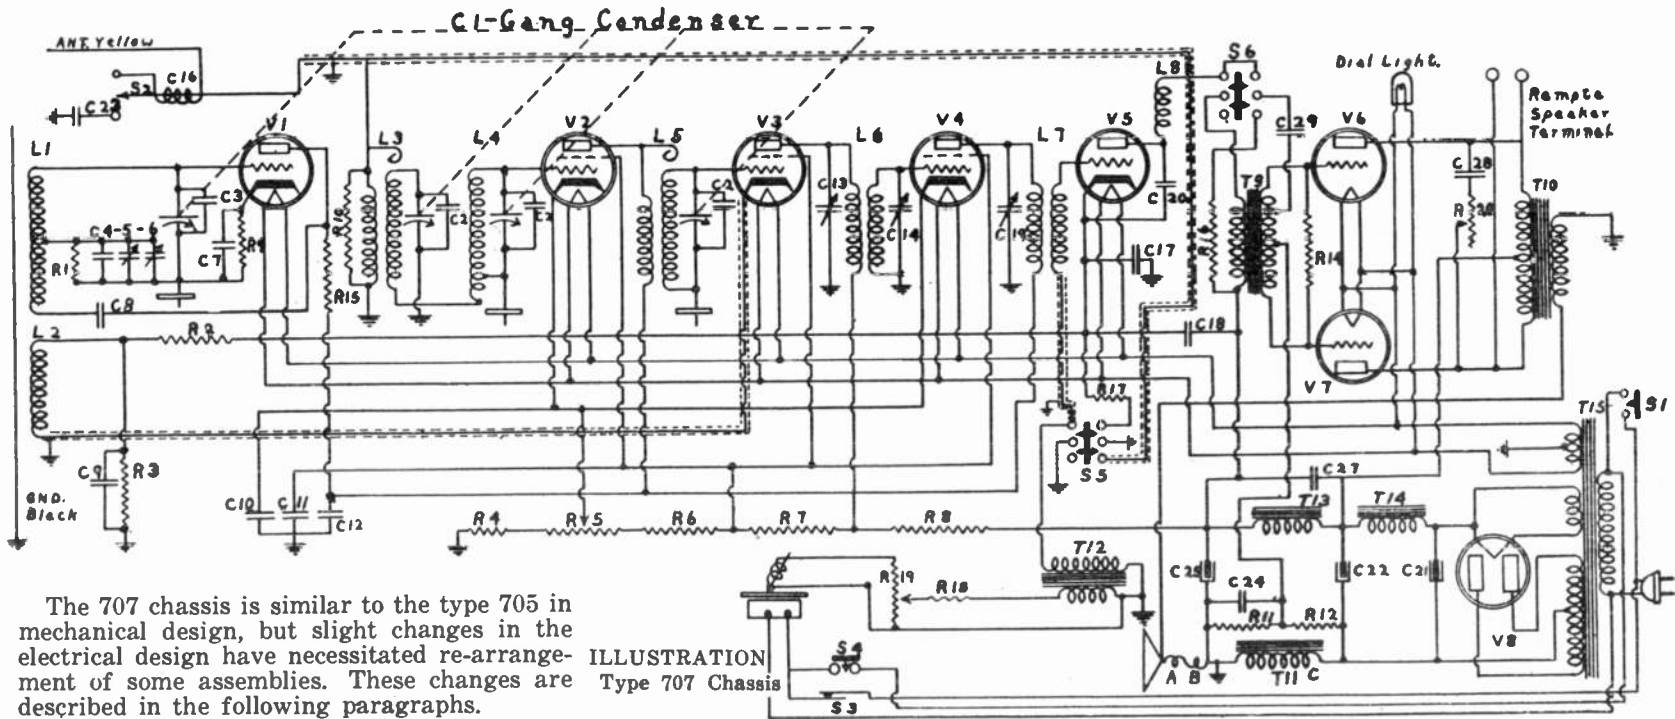 C1-Gang Condenser
ANT. Yellow
C16
S2
C23
S6
L8
Dial Light.
Remote
Speaker
Terminal
V1
V2
V3
V4
V5
V6
L1
L3
L4
L5
L6
L7
C29
C28
C3
C2
C2
C2
C13
C14
C19
C20
T9
T10
C4-5-6
R1
C7
R9
R16
C17
R14
R20
R15
C8
C18
L2
R2
V7
R17
T15
S1
S5
C9
R3
C27
GND.
Black
C10
C11
C12
R4
R5
R6
R7
R8
T13
T14
T12
C25
C22
C21
R19
R18
C24
R11
R12
V8
S4
S3
A
B
T11
C
The 707 chassis is similar to the type 705 in
mechanical design, but slight changes in the
electrical design have necessitated re-arrange-
ment of some assemblies. These changes are
described in the following paragraphs.
ILLUSTRATION
Type 707 Chassis